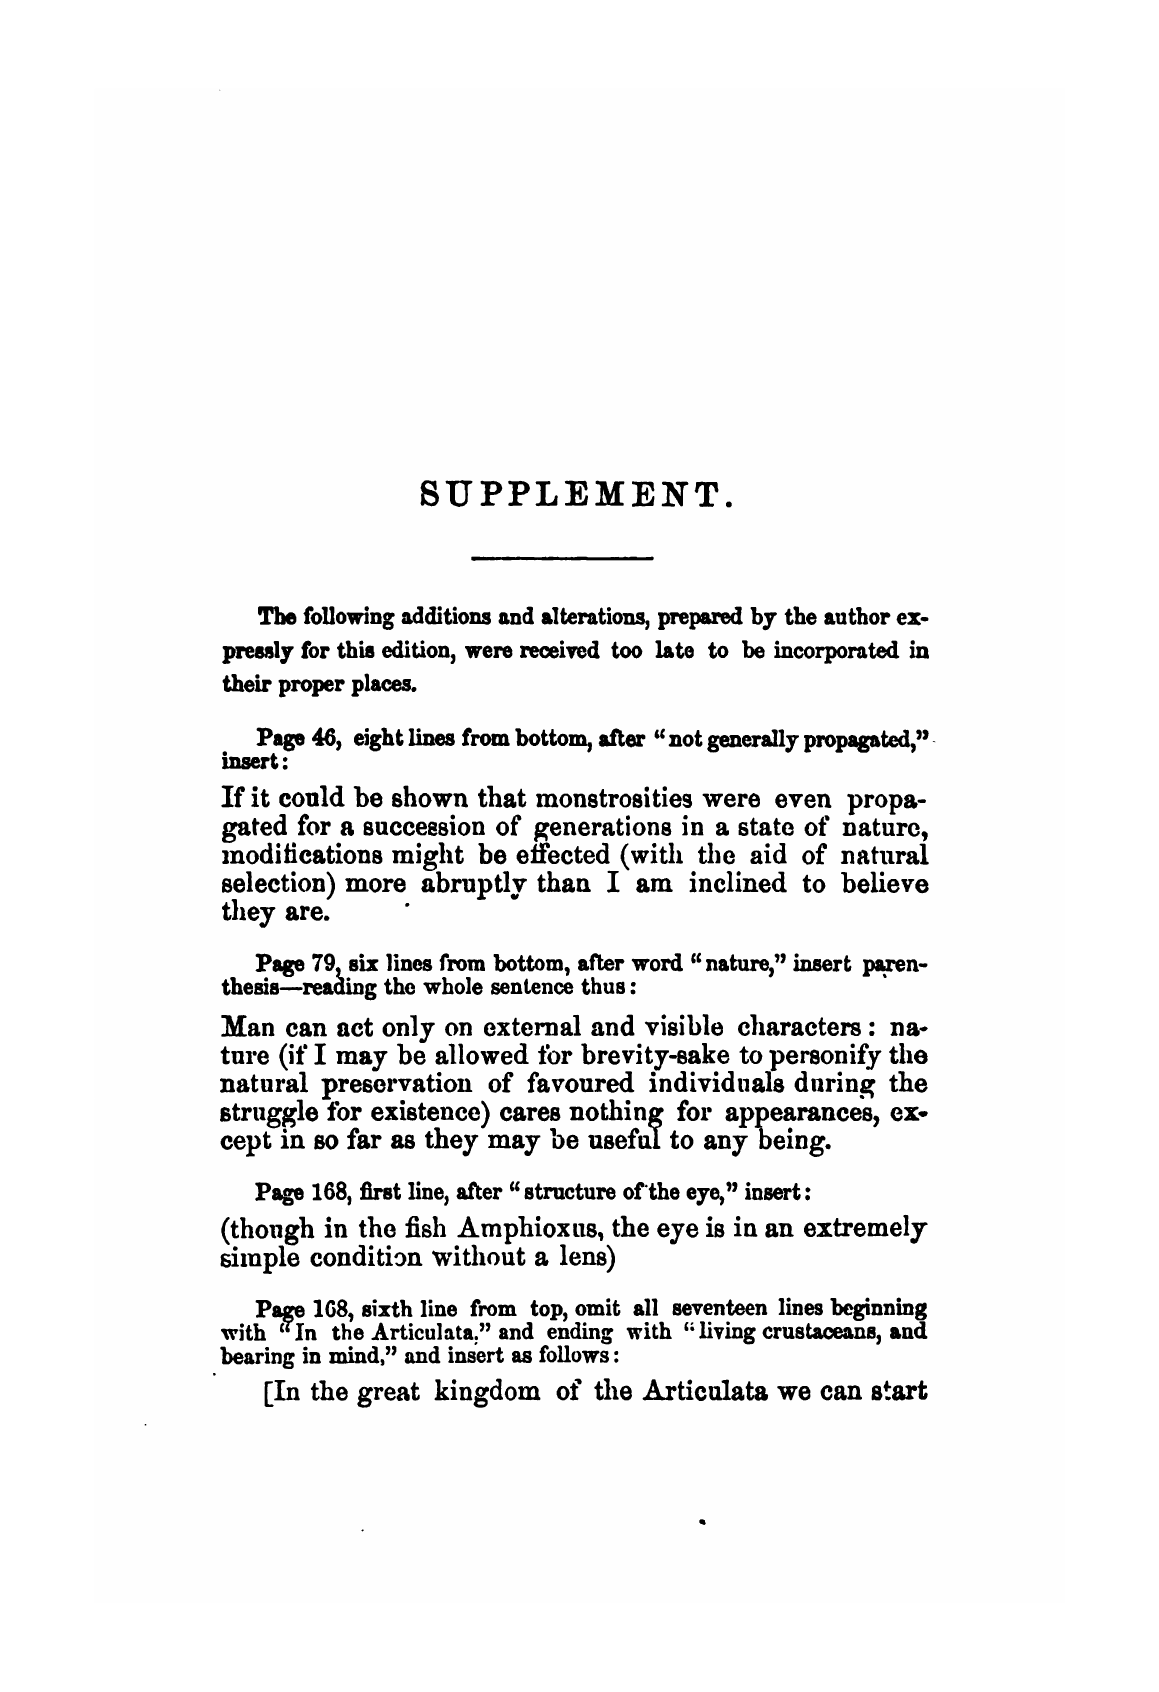 SUPPLEMENT.
The following additions and alterations, prepared by the author ex-
pressly for this edition, were received too late to be incorporated in
their proper places.
Page 46, eight lines from bottom, after “not generally propagated,”
insert:
If it could be shown that monstrosities were even propa-
gated for a succession of generations in a state of nature,
modifications might be effected (with the aid of natural
selection) more abruptly than I am inclined to believe
they are.
Page 79, six lines from bottom, after word “nature,” insert paren-
thesis—reading the whole sentence thus:
Man can act only on external and visible characters: na-
ture (if I may be allowed for brevity-sake to personify the
natural preservation of favoured individuals during the
struggle for existence) cares nothing for appearances, ex-
cept in so far as they may be useful to any being.
Page 168, first line, after “structure of the eye,” insert:
(though in the fish Amphioxus, the eye is in an extremely
simple condition without a lens)
Page 168, sixth line from top, omit all seventeen lines beginning
with “In the Articulata,” and ending with “living crustaceans, and
bearing in mind,” and insert as follows:
[In the great kingdom of the Articulata we can start